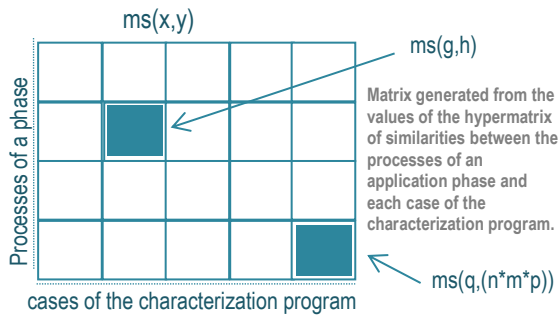 ms(x,y)
ms(g,h)
Processes of a phase
Matrix generated from the
values of the hypermatrix
of similarities between the
processes of an
application phase and
each case of the
characterization program.
ms(q,(n*m*p))
cases of the characterization program